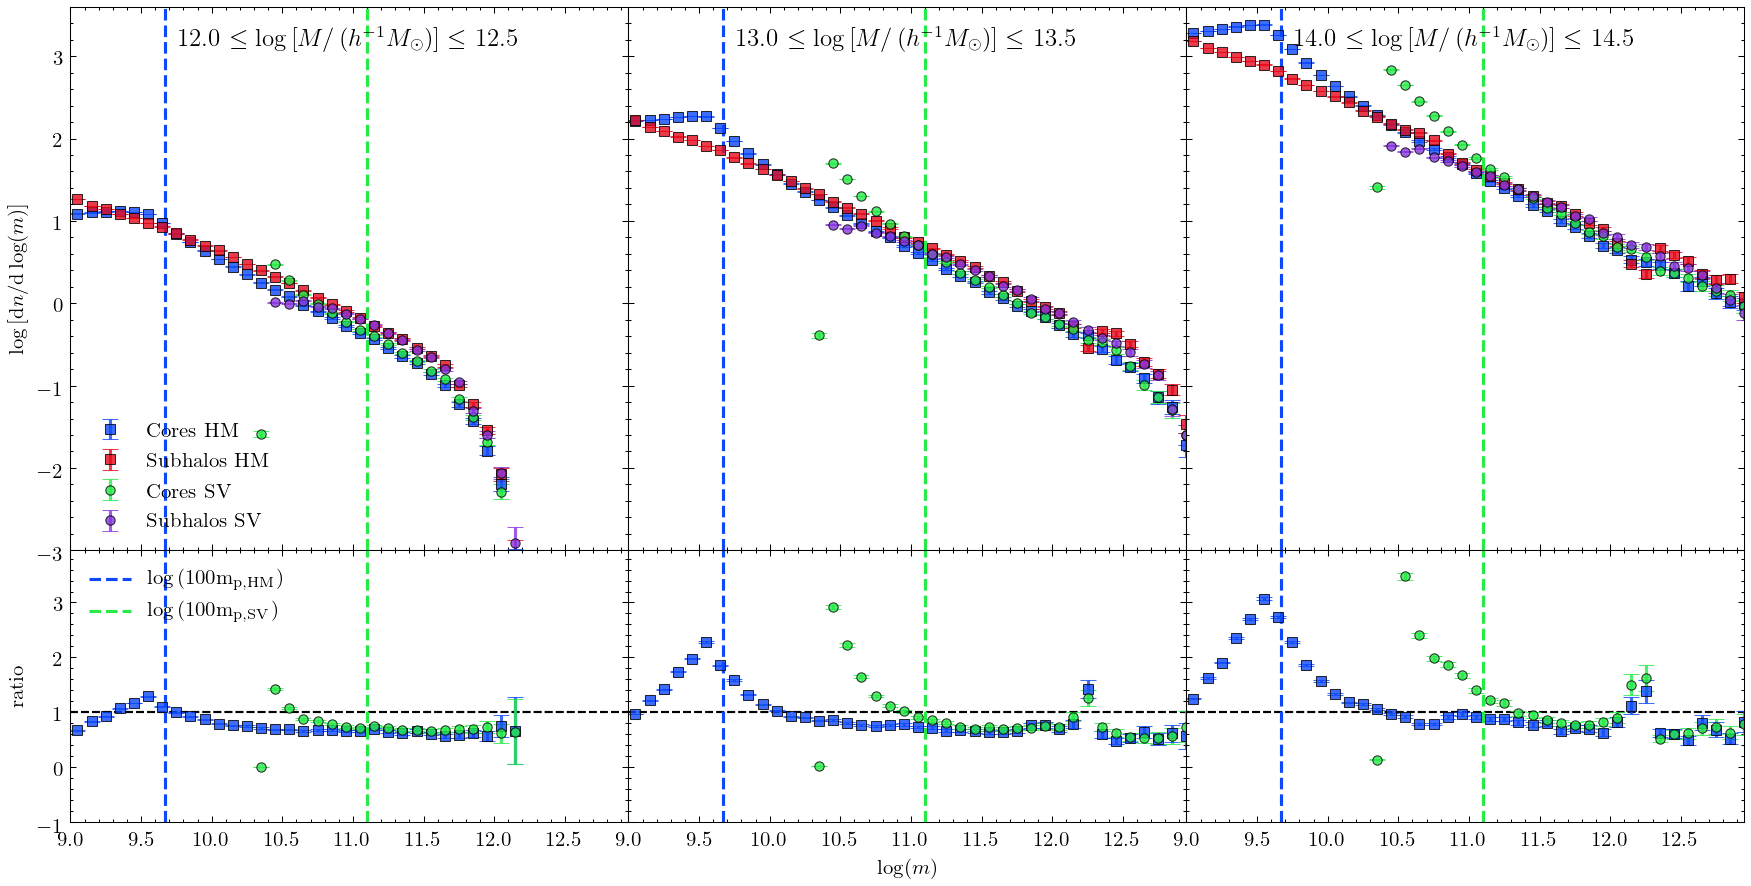 12.0 ≤ log [M/ (h⁻¹M⊙)] ≤ 12.5
13.0 ≤ log [M/ (h⁻¹M⊙)] ≤ 13.5
14.0 ≤ log [M/ (h⁻¹M⊙)] ≤ 14.5
3
2
1
0
−1
−2
−3
log [dn/d log(m)]
Cores HM
Subhalos HM
Cores SV
Subhalos SV
log (100m_p,HM)
log (100m_p,SV)
3
2
1
0
−1
ratio
9.0 9.5 10.0 10.5 11.0 11.5 12.0 12.5 9.0 9.5 10.0 10.5 11.0 11.5 12.0 12.5 9.0 9.5 10.0 10.5 11.0 11.5 12.0 12.5
log(m)